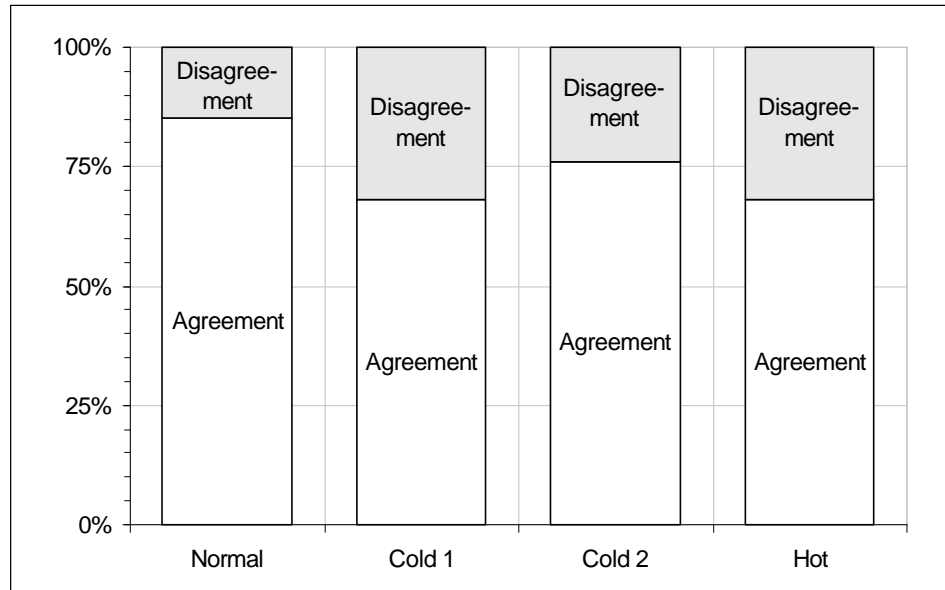 100%
75%
50%
25%
0%
Disagree-
ment
Agreement
Disagree-
ment
Agreement
Disagree-
ment
Agreement
Disagree-
ment
Agreement
Normal
Cold 1
Cold 2
Hot